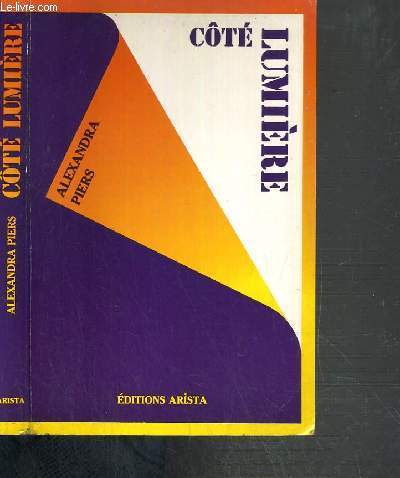 le-livre.com
CÔTÉ
LUMIÈRE
ALEXANDRA
PIERS
ÉDITIONS ARISTA
ALEXANDRA PIERS CÔTÉ LUMIÈRE
ARISTA